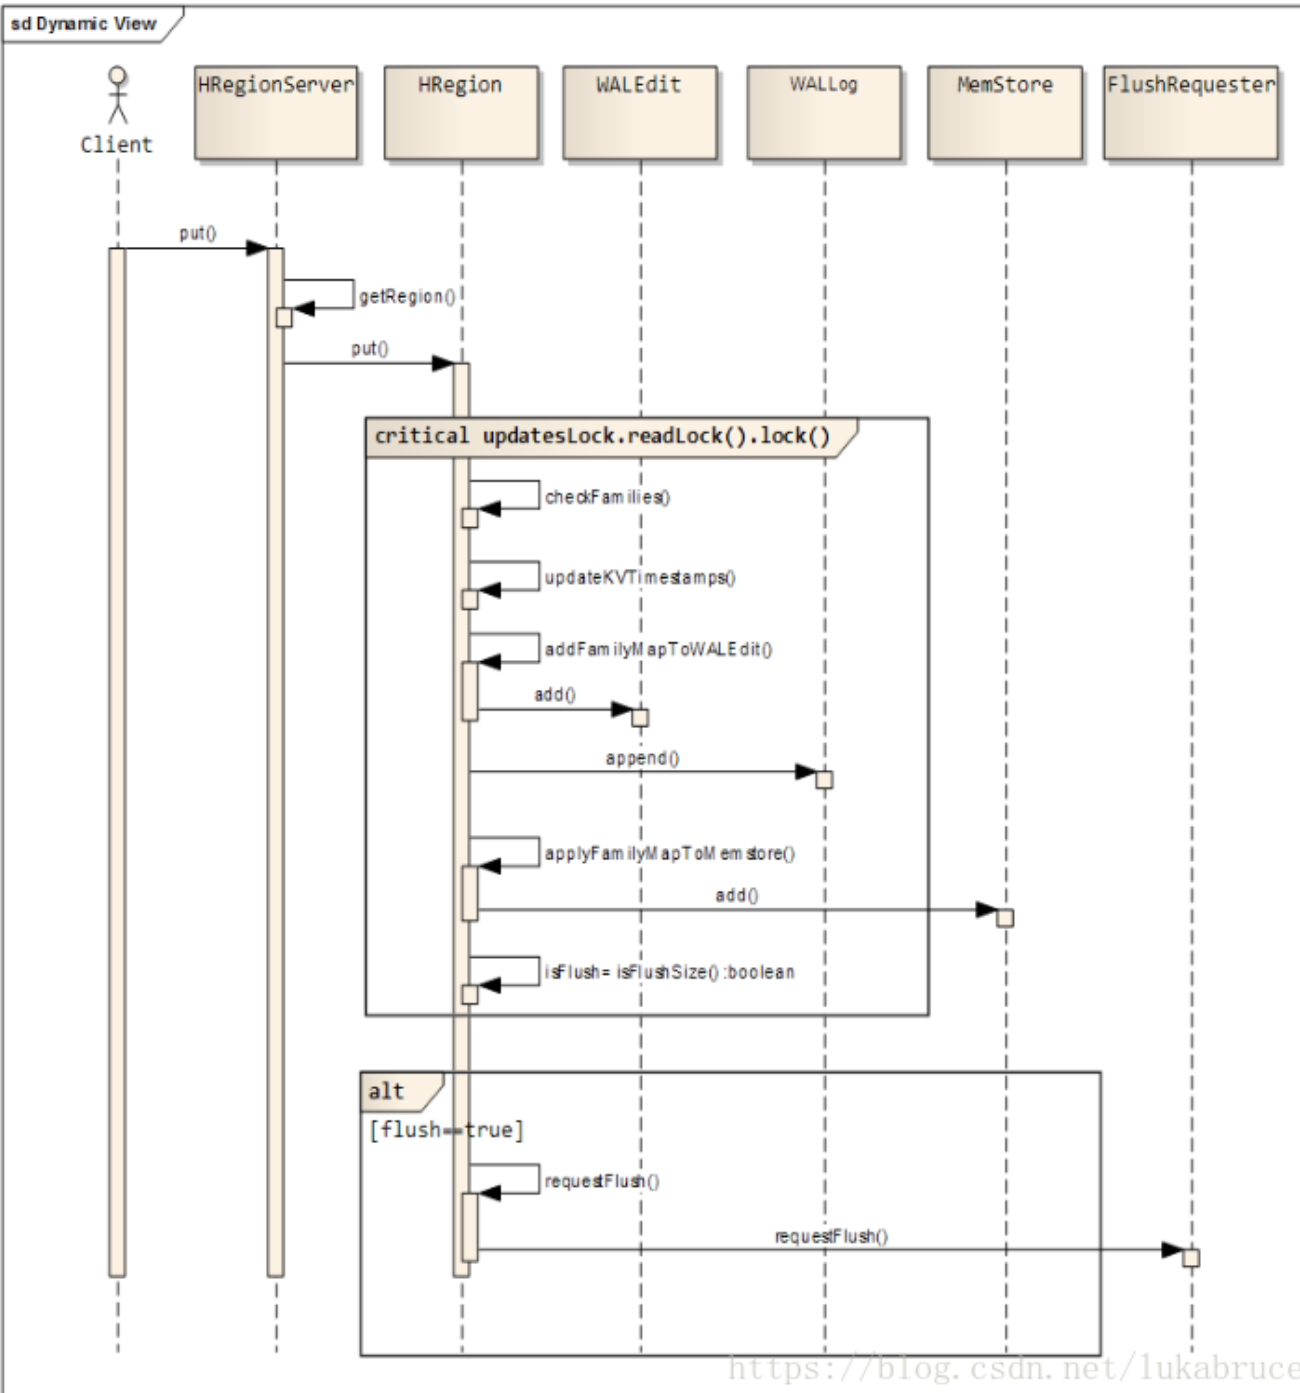 sd Dynamic View
Client
HRegionServer
HRegion
WALEdit
WALLog
MemStore
FlushRequester
put()
getRegion()
put()
critical updatesLock.readLock().lock()
checkFamilies()
updateKVTimestamps()
addFamilyMapToWALEdit()
add()
append()
applyFamilyMapToMemstore()
add()
isFlush= isFlushSize() :boolean
alt
[flush==true]
requestFlush()
requestFlush()
https://blog.csdn.net/lukabruce